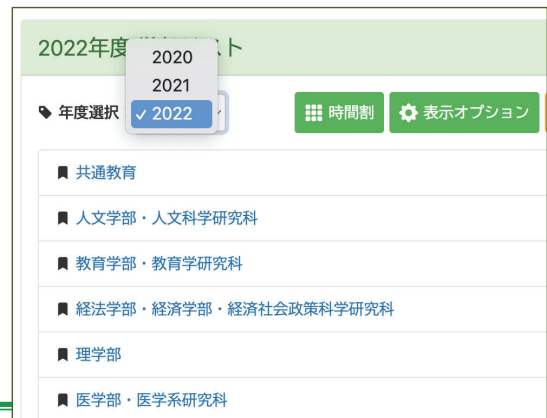 2022年度 ト
2020
2021
年度選択 ✓ 2022
時間割 表示オプション
共通教育
人文学部・人文科学研究科
教育学部・教育学研究科
経法学部・経済学部・経済社会政策科学研究科
理学部
医学部・医学系研究科